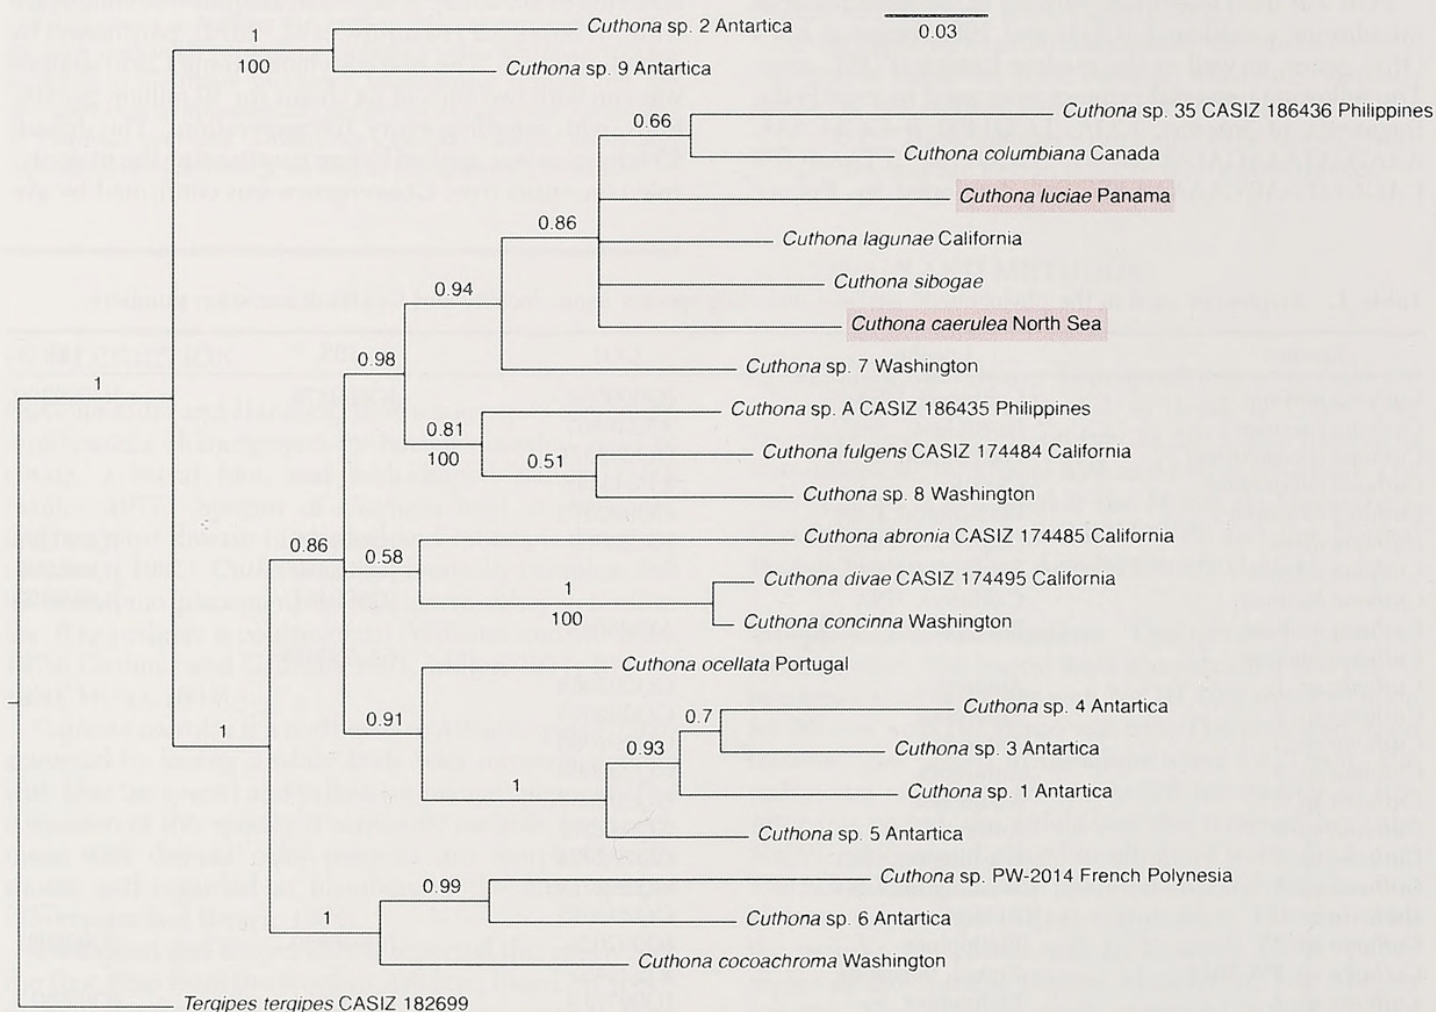 Cuthona sp. 2 Antartica
0.03
1
100
Cuthona sp. 9 Antartica
Cuthona sp. 35 CASIZ 186436 Philippines
0.66
Cuthona columbiana Canada
Cuthona luciae Panama
0.86
Cuthona lagunae California
Cuthona sibogae
0.94
Cuthona caerulea North Sea
0.98
Cuthona sp. 7 Washington
1
Cuthona sp. A CASIZ 186435 Philippines
0.81
100
Cuthona fulgens CASIZ 174484 California
0.51
Cuthona sp. 8 Washington
0.86
Cuthona abronia CASIZ 174485 California
0.58
Cuthona divae CASIZ 174495 California
1
100
Cuthona concinna Washington
Cuthona ocellata Portugal
Cuthona sp. 4 Antartica
0.91
0.7
Cuthona sp. 3 Antartica
0.93
1
Cuthona sp. 1 Antartica
1
Cuthona sp. 5 Antartica
Cuthona sp. PW-2014 French Polynesia
0.99
Cuthona sp. 6 Antartica
1
Cuthona cocoachroma Washington
Tergipes tergipes CASIZ 182699